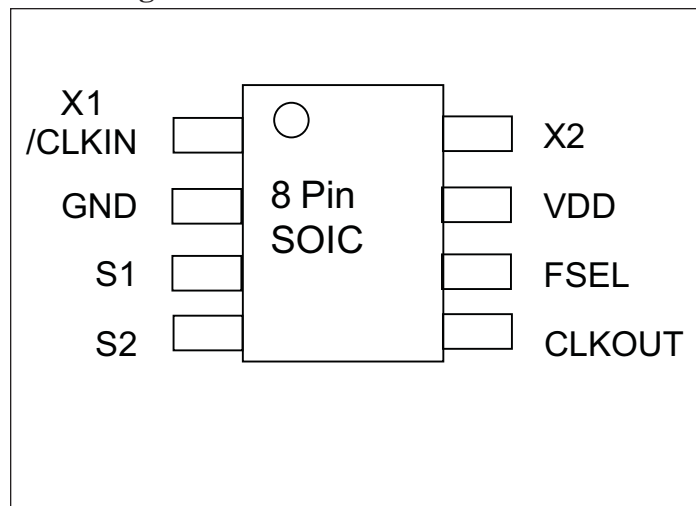 X1
/CLKIN
GND
S1
S2
8 Pin
SOIC
X2
VDD
FSEL
CLKOUT